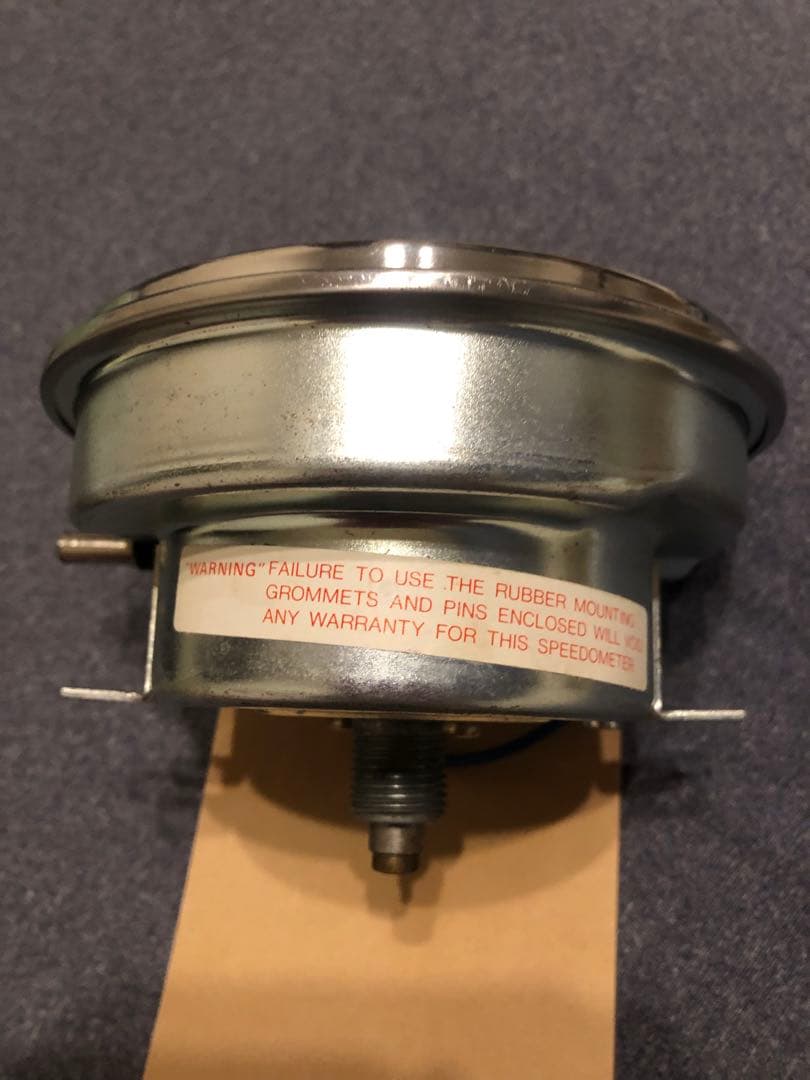 "WARNING" FAILURE TO USE THE RUBBER MOUNTING
GROMMETS AND PINS ENCLOSED WILL VOID
ANY WARRANTY FOR THIS SPEEDOMETER